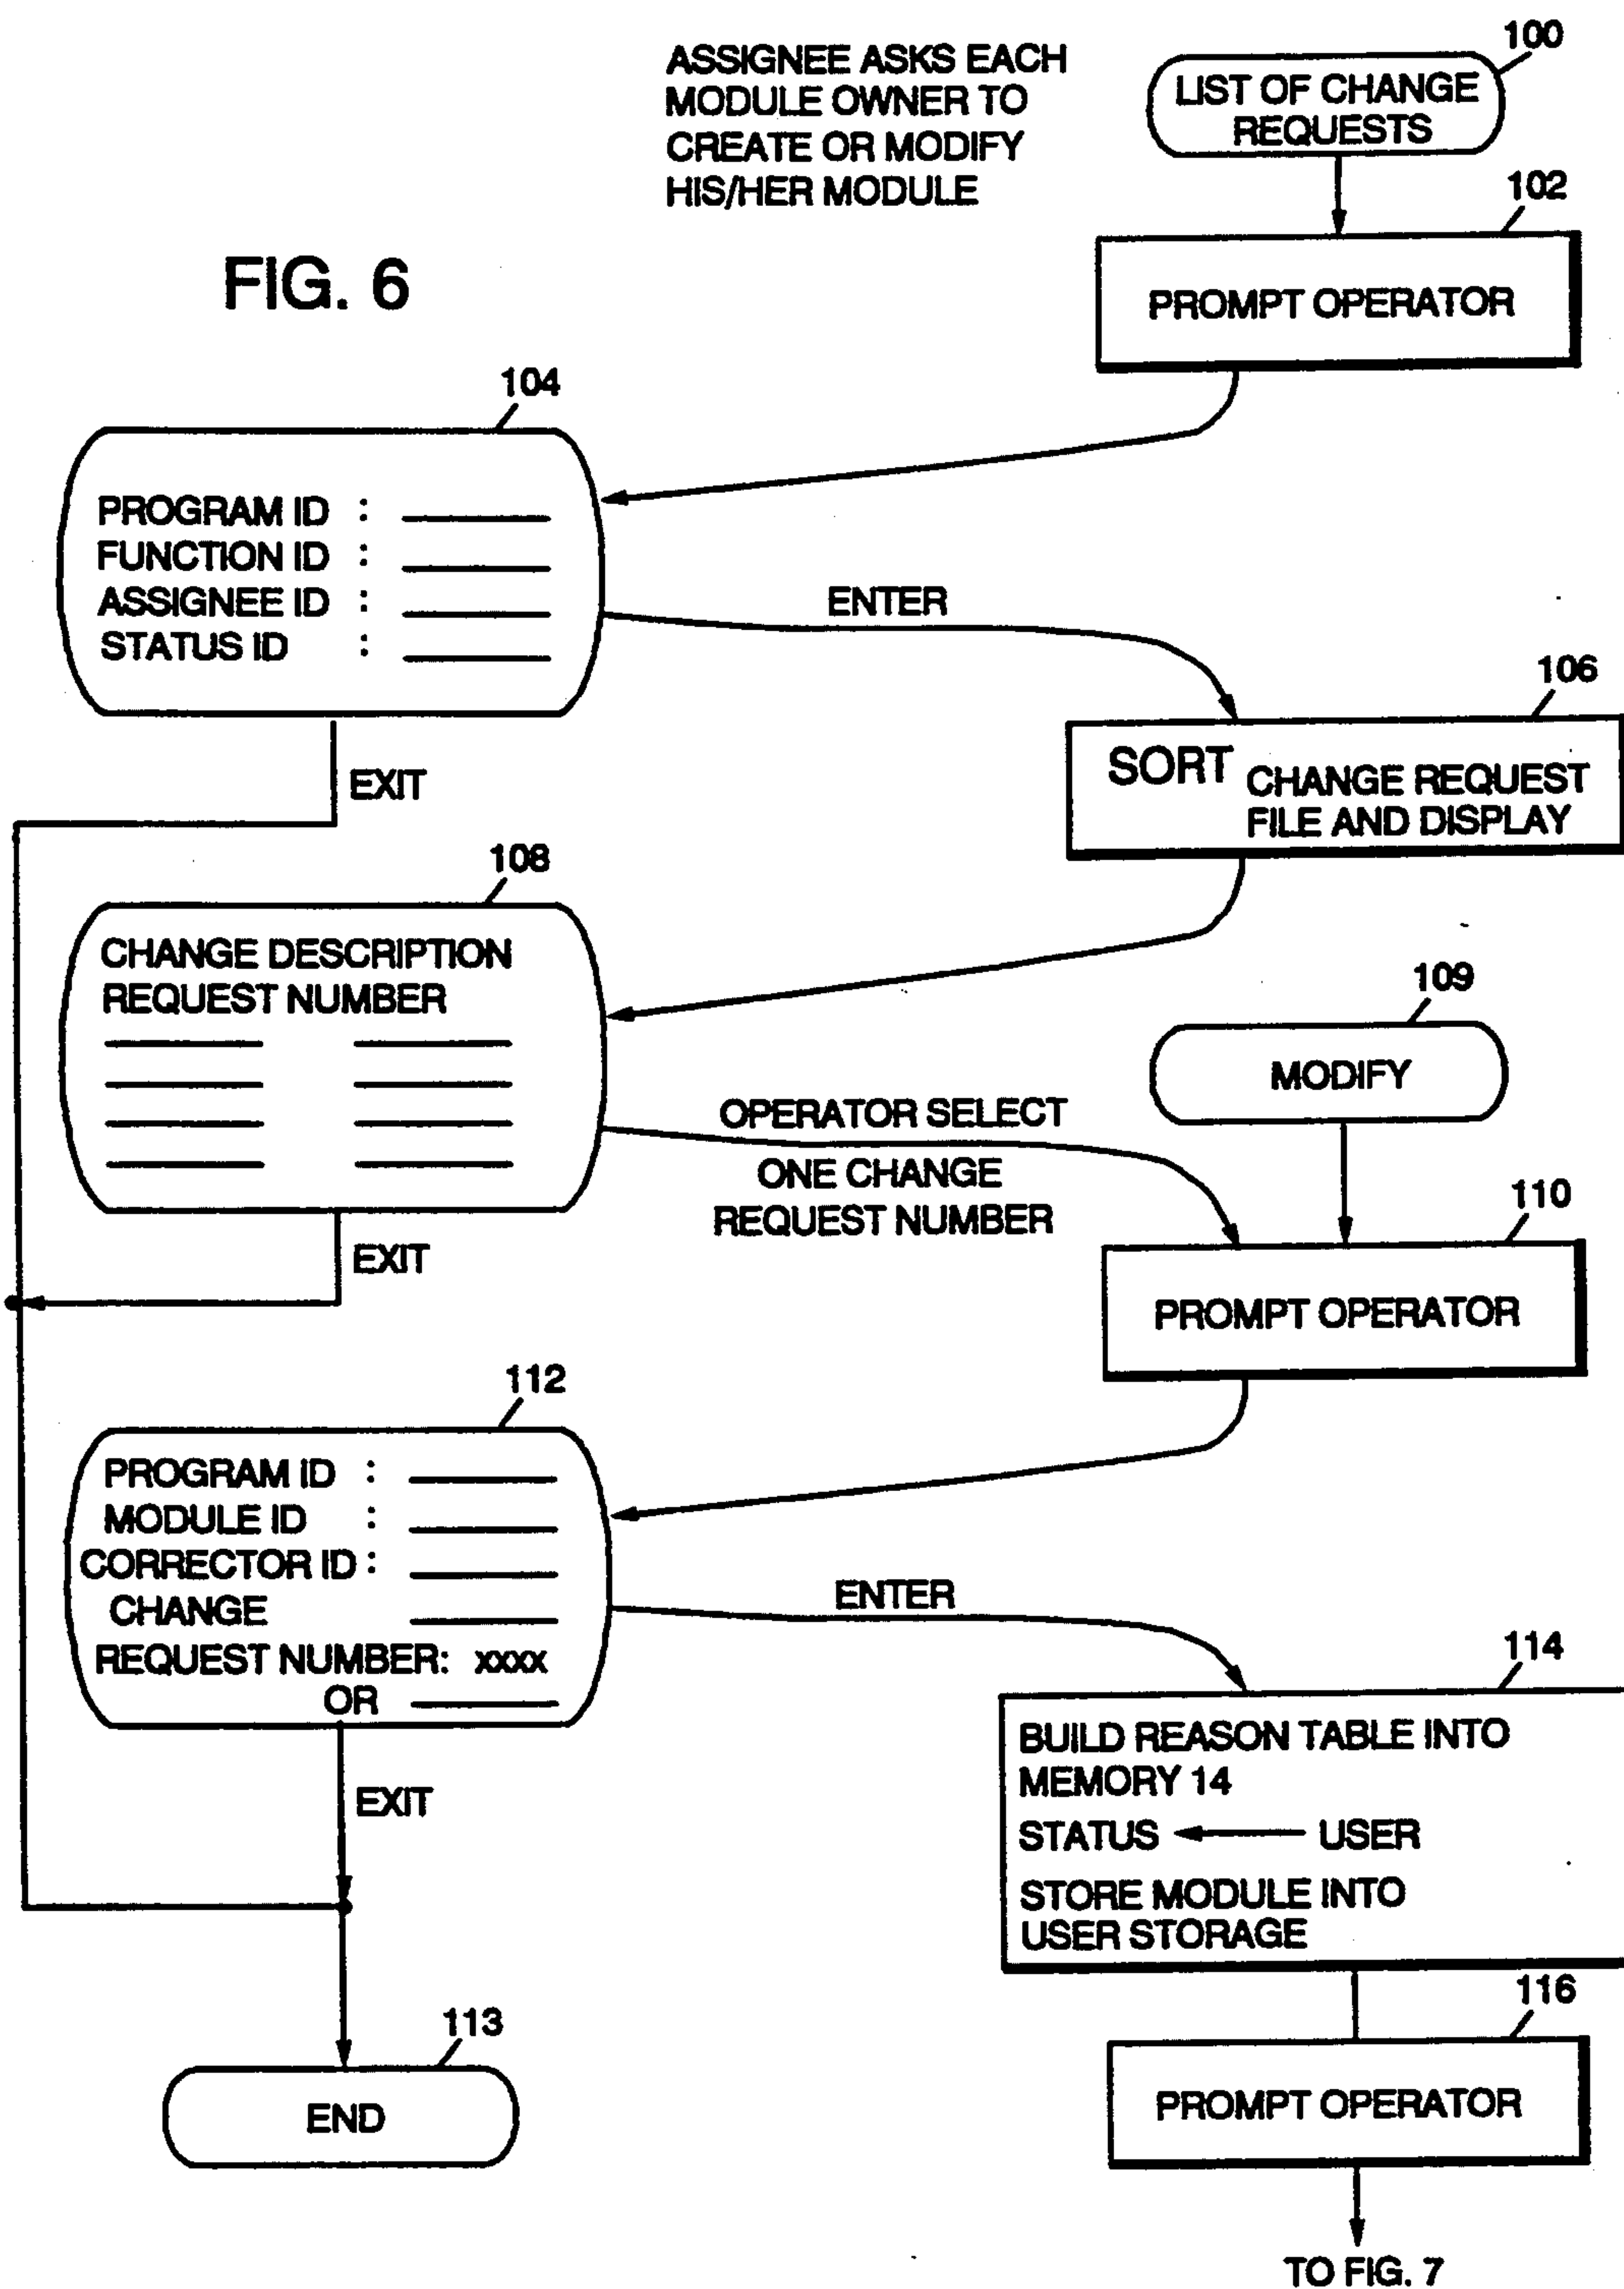 ASSIGNEE ASKS EACH
MODULE OWNER TO
CREATE OR MODIFY
HIS/HER MODULE
100
LIST OF CHANGE
REQUESTS
102
PROMPT OPERATOR
FIG. 6
104
PROGRAM ID :
FUNCTION ID :
ASSIGNEE ID :
STATUS ID :
ENTER
EXIT
106
SORT CHANGE REQUEST
FILE AND DISPLAY
108
CHANGE DESCRIPTION
REQUEST NUMBER
OPERATOR SELECT
ONE CHANGE
REQUEST NUMBER
EXIT
109
MODIFY
110
PROMPT OPERATOR
112
PROGRAM ID :
MODULE ID :
CORRECTOR ID :
CHANGE
REQUEST NUMBER: XXXX
OR
ENTER
EXIT
114
BUILD REASON TABLE INTO
MEMORY 14
STATUS USER
STORE MODULE INTO
USER STORAGE
116
PROMPT OPERATOR
113
END
TO FIG. 7